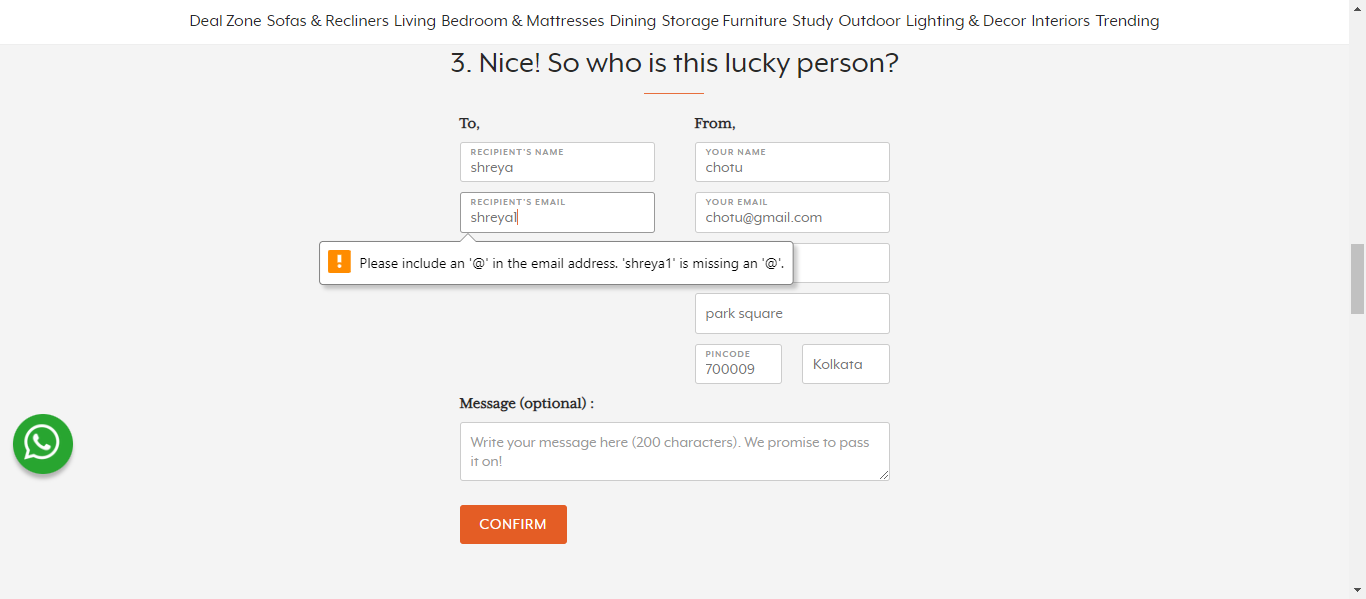 Deal Zone Sofas & Recliners Living Bedroom & Mattresses Dining Storage Furniture Study Outdoor Lighting & Decor Interiors Trending
3. Nice! So who is this lucky person?
To,
RECIPIENT'S NAME
shreya
RECIPIENT'S EMAIL
shreya1
Please include an '@' in the email address. 'shreya1' is missing an '@'.
From,
YOUR NAME
chotu
YOUR EMAIL
chotu@gmail.com
park square
PINCODE
700009
Kolkata
Message (optional) :
Write your message here (200 characters). We promise to pass
it on!
CONFIRM